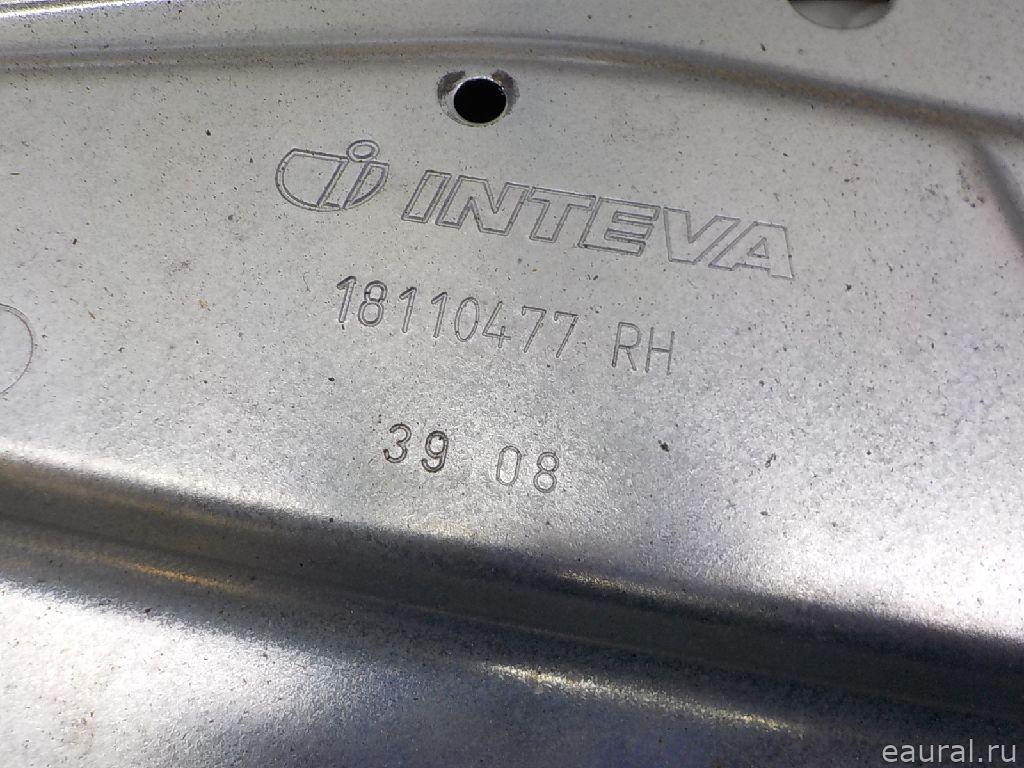 INTEVA
18110477 RH
39 08
eaural.ru